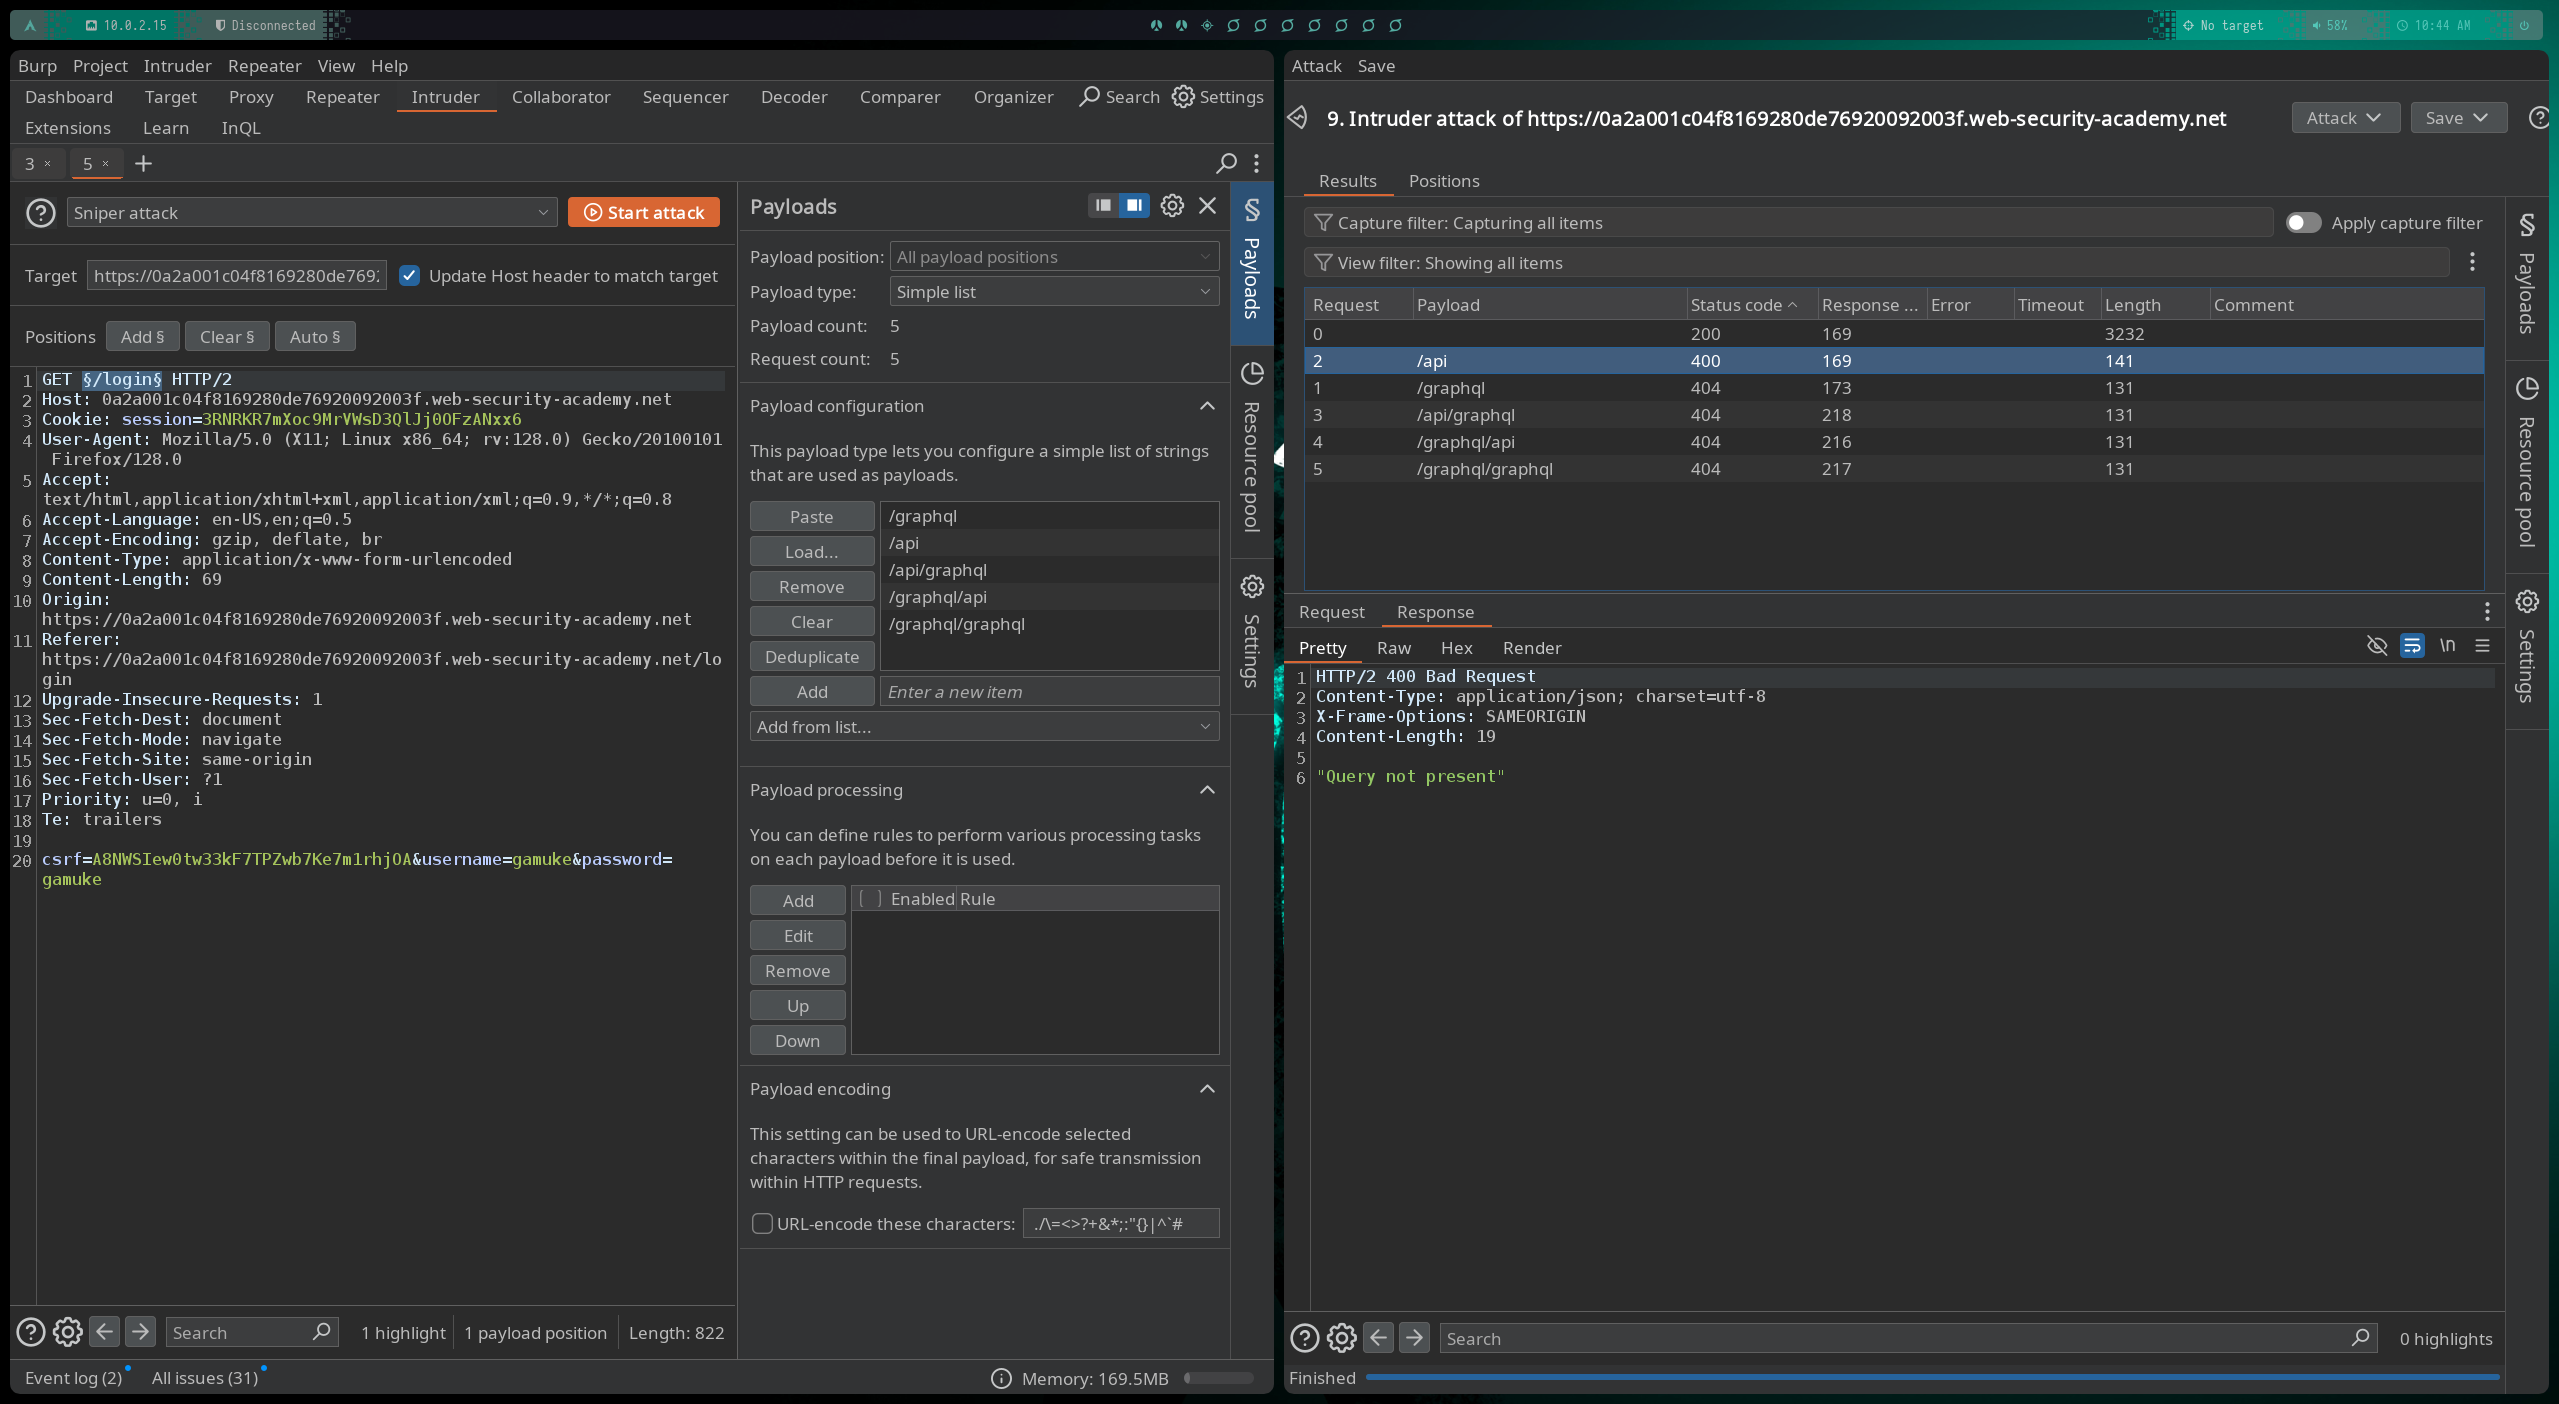 10.0.2.15 Disconnected No target 58% 10:44 AM
Burp Project Intruder Repeater View Help
Dashboard Target Proxy Repeater Intruder Collaborator Sequencer Decoder Comparer Organizer Search Settings
Extensions Learn InQL
3 × 5 × +
Sniper attack Start attack
Target https://0a2a001c04f8169280de769. Update Host header to match target
Positions Add § Clear § Auto §
1 GET §/login§ HTTP/2
2 Host: 0a2a001c04f8169280de76920092003f.web-security-academy.net
3 Cookie: session=3RNRKR7mXoc9MrVWsD3QlJj0OFzANxx6
4 User-Agent: Mozilla/5.0 (X11; Linux x86_64; rv:128.0) Gecko/20100101
Firefox/128.0
5 Accept:
text/html,application/xhtml+xml,application/xml;q=0.9,*/*;q=0.8
6 Accept-Language: en-US,en;q=0.5
7 Accept-Encoding: gzip, deflate, br
8 Content-Type: application/x-www-form-urlencoded
9 Content-Length: 69
10 Origin:
https://0a2a001c04f8169280de76920092003f.web-security-academy.net
11 Referer:
https://0a2a001c04f8169280de76920092003f.web-security-academy.net/lo
gin
12 Upgrade-Insecure-Requests: 1
13 Sec-Fetch-Dest: document
14 Sec-Fetch-Mode: navigate
15 Sec-Fetch-Site: same-origin
16 Sec-Fetch-User: ?1
17 Priority: u=0, i
18 Te: trailers
19
20 csrf=A8NWSIew0tw33kF7TPZwb7Ke7m1rhjOA&username=gamuke&password=
gamuke
Search 1 highlight 1 payload position Length: 822
Event log (2) All issues (31) Memory: 169.5MB
Payloads
Payload position: All payload positions
Payload type: Simple list
Payload count: 5
Request count: 5
Payload configuration
This payload type lets you configure a simple list of strings
that are used as payloads.
Paste
Load...
Remove
Clear
Deduplicate
/graphql
/api
/api/graphql
/graphql/api
/graphql/graphql
Add Enter a new item
Add from list...
Payload processing
You can define rules to perform various processing tasks
on each payload before it is used.
Add
Edit
Remove
Up
Down
Enabled Rule
Payload encoding
This setting can be used to URL-encode selected
characters within the final payload, for safe transmission
within HTTP requests.
URL-encode these characters: ./\=<>?+&*;:"{}|^`#
§ Payloads
Resource pool
Settings
Attack Save
9. Intruder attack of https://0a2a001c04f8169280de76920092003f.web-security-academy.net Attack Save
Results Positions
Capture filter: Capturing all items Apply capture filter
View filter: Showing all items
Request Payload Status code Response ... Error Timeout Length Comment
0 200 169 3232
2 /api 400 169 141
1 /graphql 404 173 131
3 /api/graphql 404 218 131
4 /graphql/api 404 216 131
5 /graphql/graphql 404 217 131
Request Response
Pretty Raw Hex Render \n
1 HTTP/2 400 Bad Request
2 Content-Type: application/json; charset=utf-8
3 X-Frame-Options: SAMEORIGIN
4 Content-Length: 19
5
6 "Query not present"
Search 0 highlights
Finished
§ Payloads
Resource pool
Settings